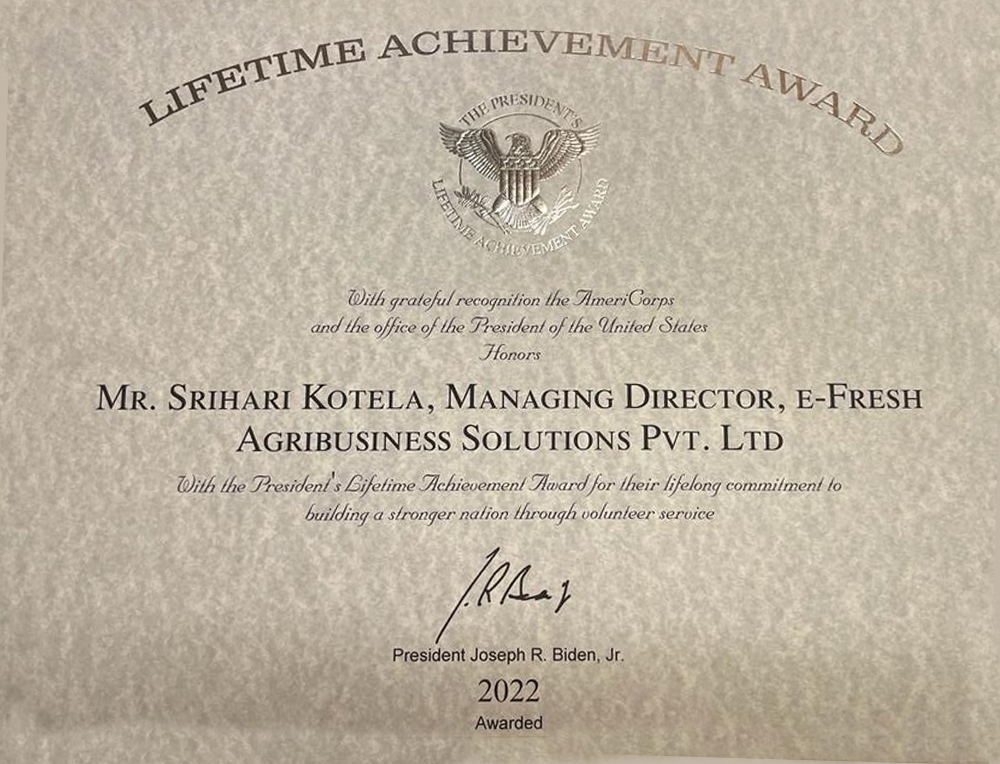 LIFETIME ACHIEVEMENT AWARD
THE PRESIDENT'S
LIFETIME ACHIEVEMENT AWARD
With grateful recognition the AmeriCorps
and the office of the President of the United States
Honors
MR. SRIHARI KOTELA, MANAGING DIRECTOR, E-FRESH
AGRIBUSINESS SOLUTIONS PVT. LTD
With the President's Lifetime Achievement Award for their lifelong commitment to
building a stronger nation through volunteer service
President Joseph R. Biden, Jr.
2022
Awarded